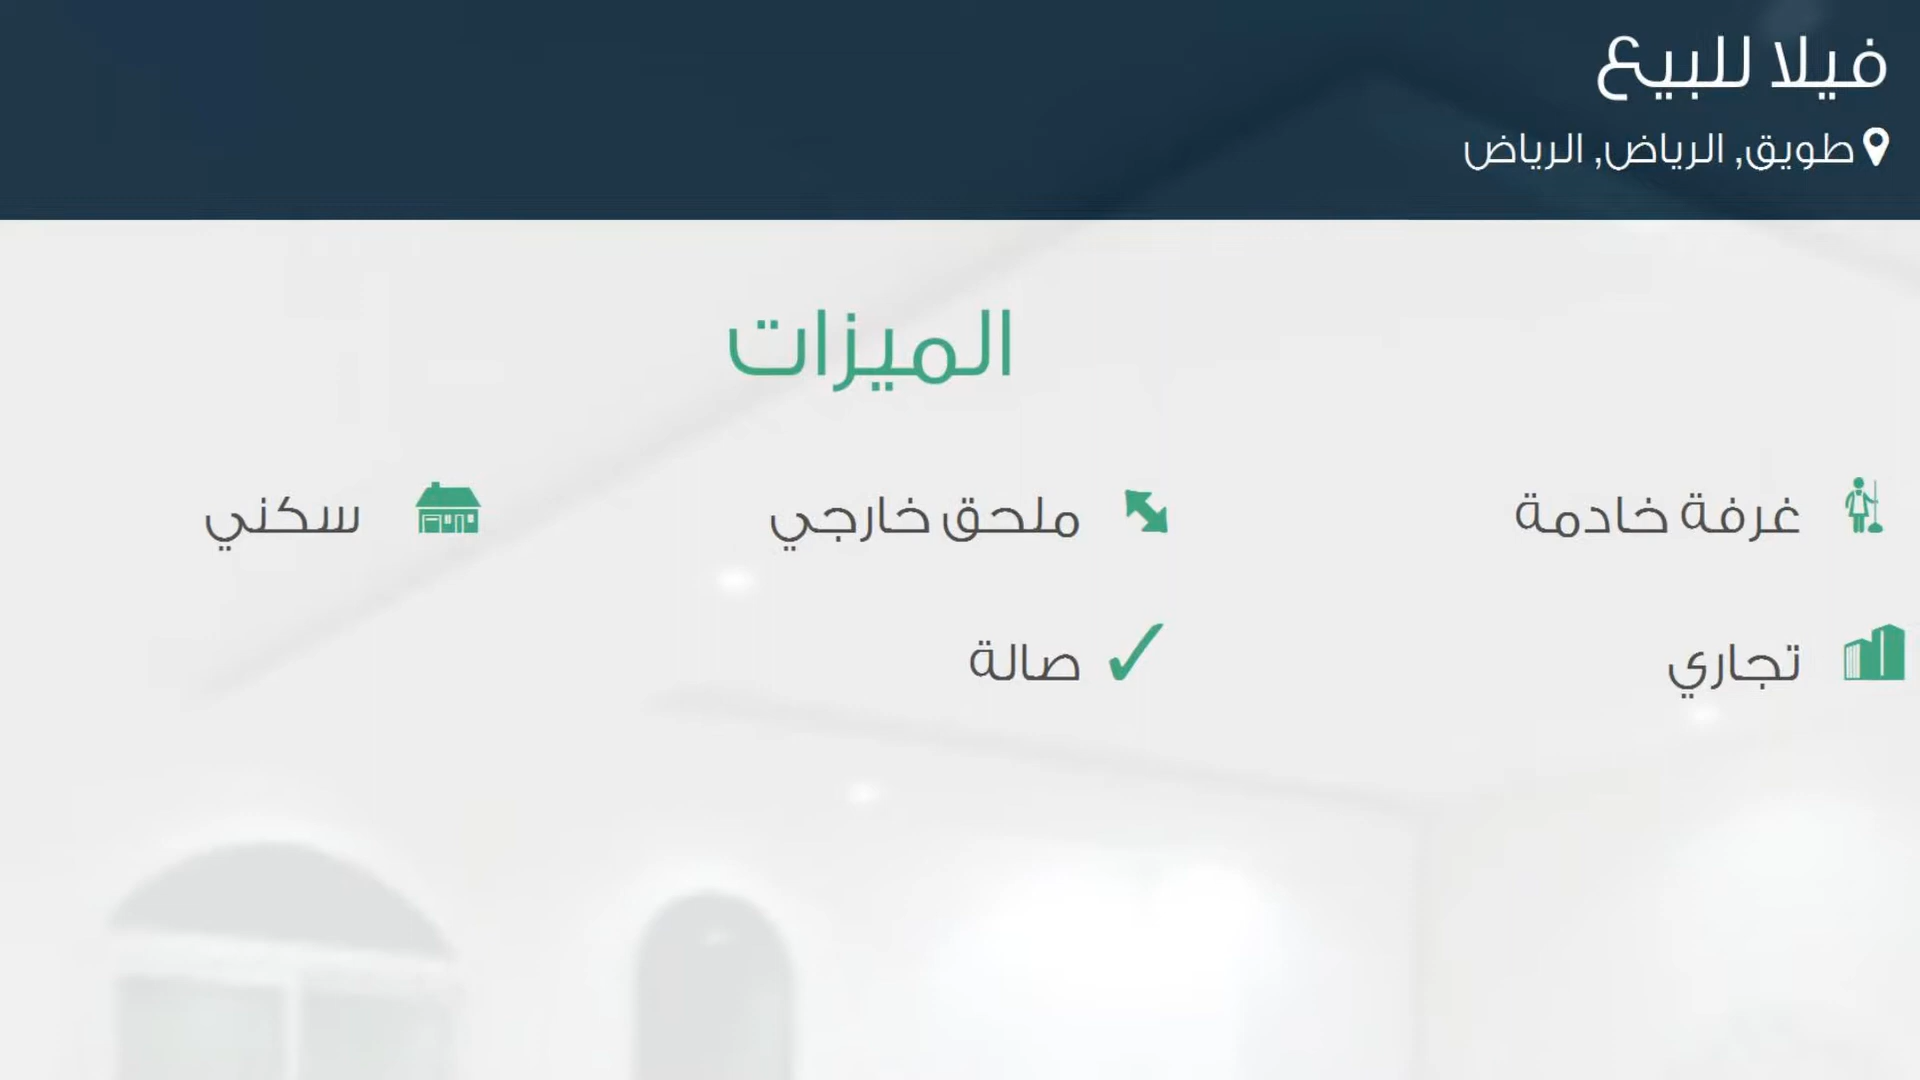 فيلا للبيع
طويق, الرياض, الرياض
الميزات
غرفة خادمة
ملحق خارجي
سكني
تجاري
صالة